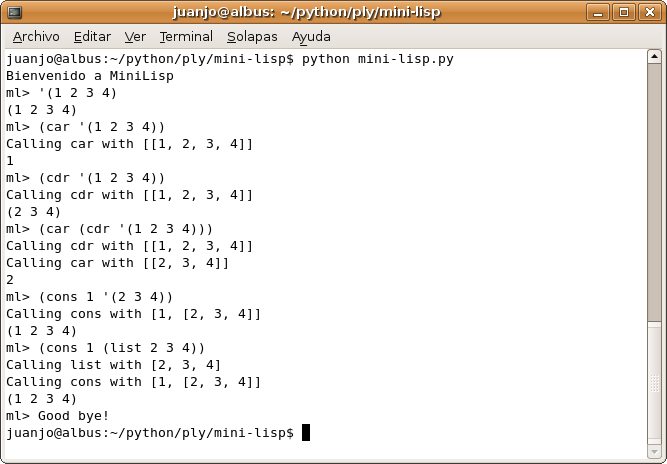 juanjo@albus: ~/python/ply/mini-lisp
Archivo Editar Ver Terminal Solapas Ayuda
juanjo@albus:~/python/ply/mini-lisp$ python mini-lisp.py
Bienvenido a MiniLisp
ml> '(1 2 3 4)
(1 2 3 4)
ml> (car '(1 2 3 4))
Calling car with [[1, 2, 3, 4]]
1
ml> (cdr '(1 2 3 4))
Calling cdr with [[1, 2, 3, 4]]
(2 3 4)
ml> (car (cdr '(1 2 3 4)))
Calling cdr with [[1, 2, 3, 4]]
Calling car with [[2, 3, 4]]
2
ml> (cons 1 '(2 3 4))
Calling cons with [1, [2, 3, 4]]
(1 2 3 4)
ml> (cons 1 (list 2 3 4))
Calling list with [2, 3, 4]
Calling cons with [1, [2, 3, 4]]
(1 2 3 4)
ml> Good bye!
juanjo@albus:~/python/ply/mini-lisp$